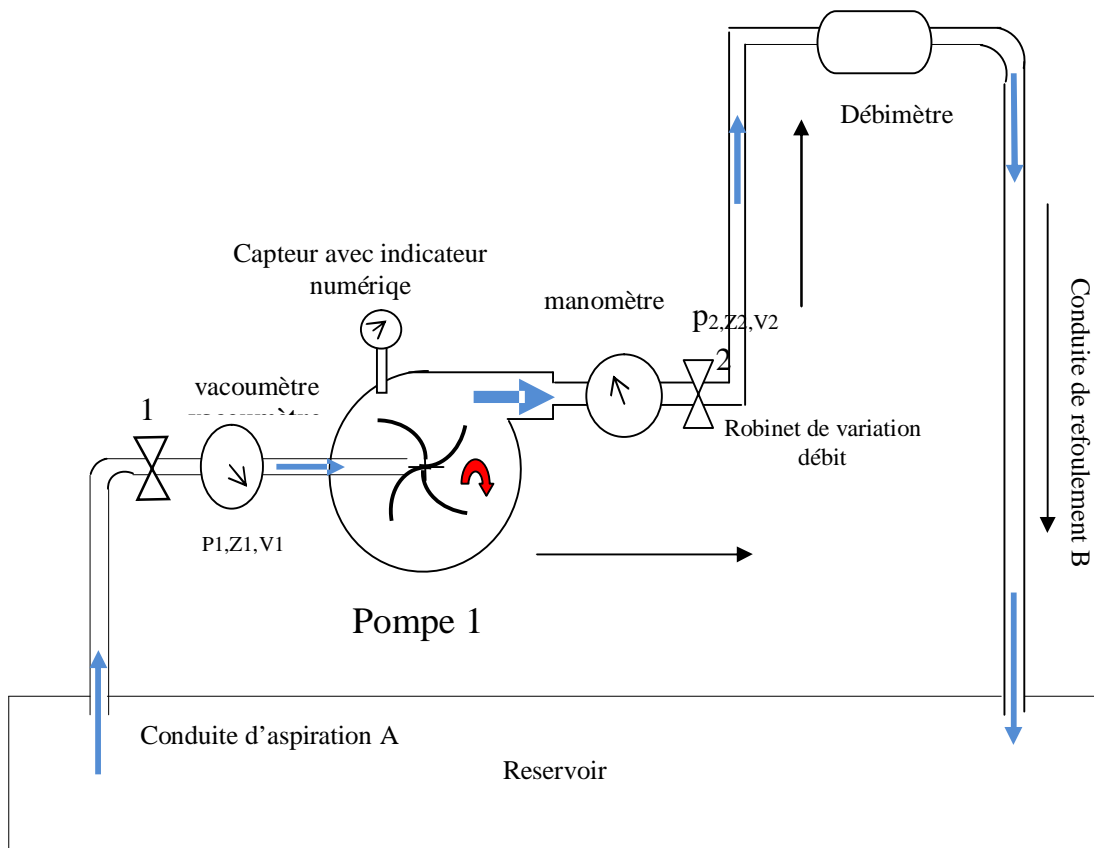 Débimètre
Capteur avec indicateur
numériqe
manomètre
p2,Z2,V2
2
vacoumètre
vacoumètre
1
Robinet de variation
débit
P1,Z1,V1
Conduite de refoulement B
Pompe 1
Conduite d’aspiration A
Reservoir